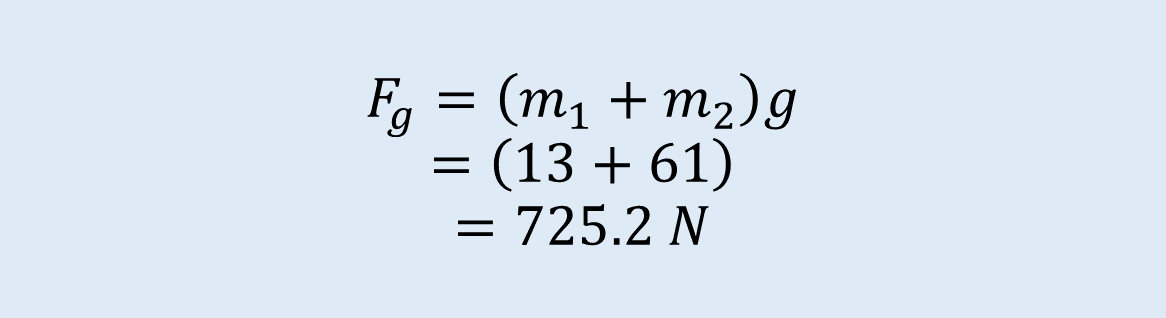 F_g = (m_1 + m_2)g
= (13 + 61)
= 725.2 N